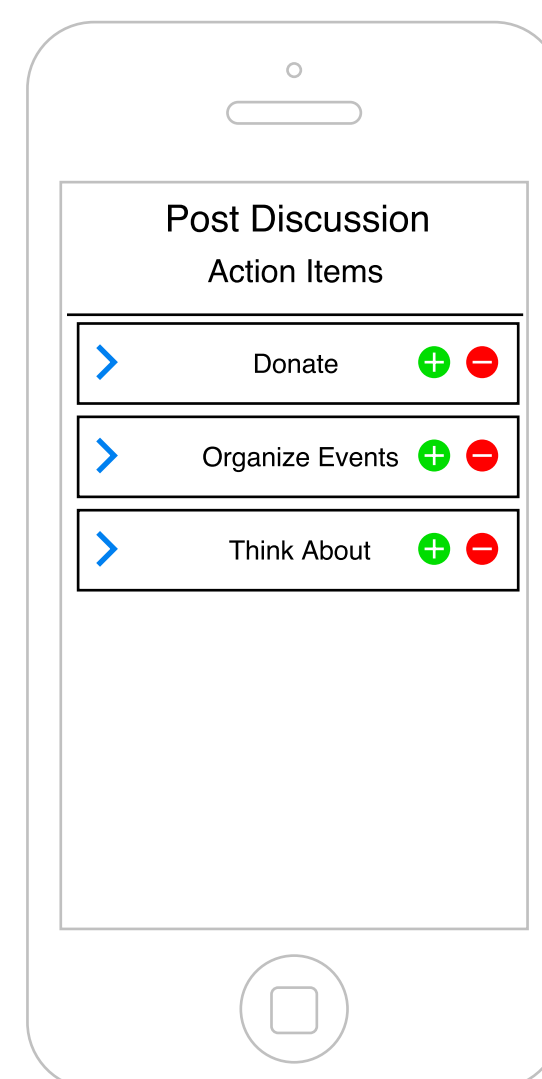 Post Discussion
Action Items
Donate
Organize Events
Think About